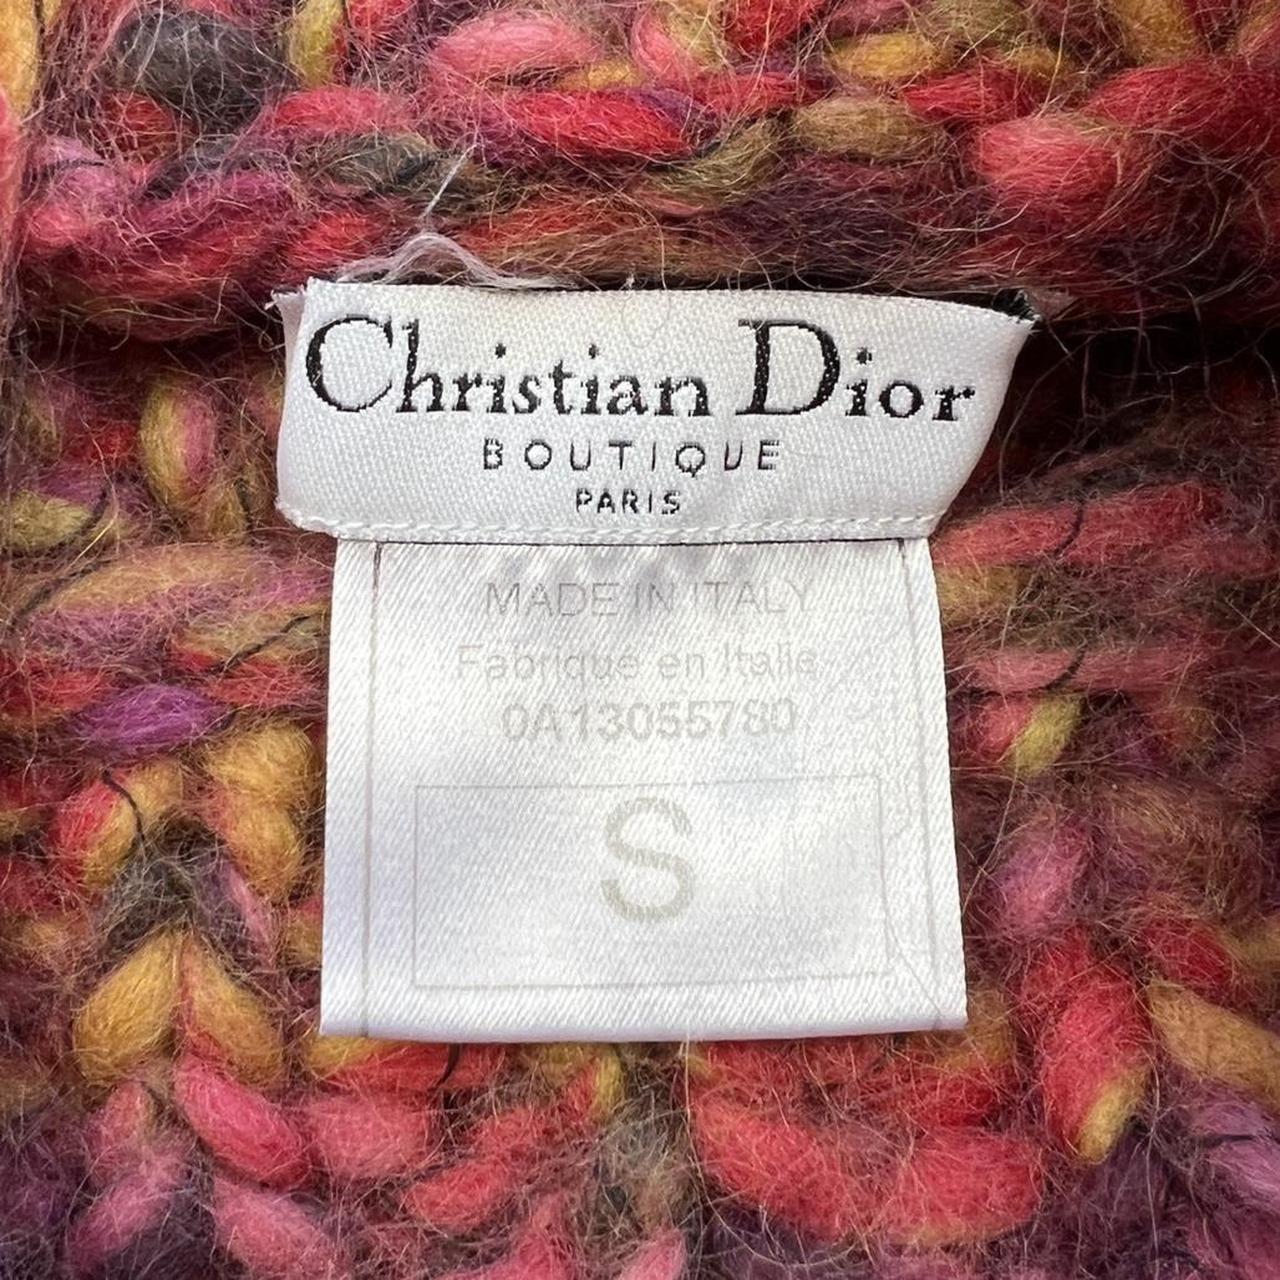 Christian Dior
BOUTIQUE
PARIS
MADE IN ITALY
Fabrique en Italie
0A13055780
S